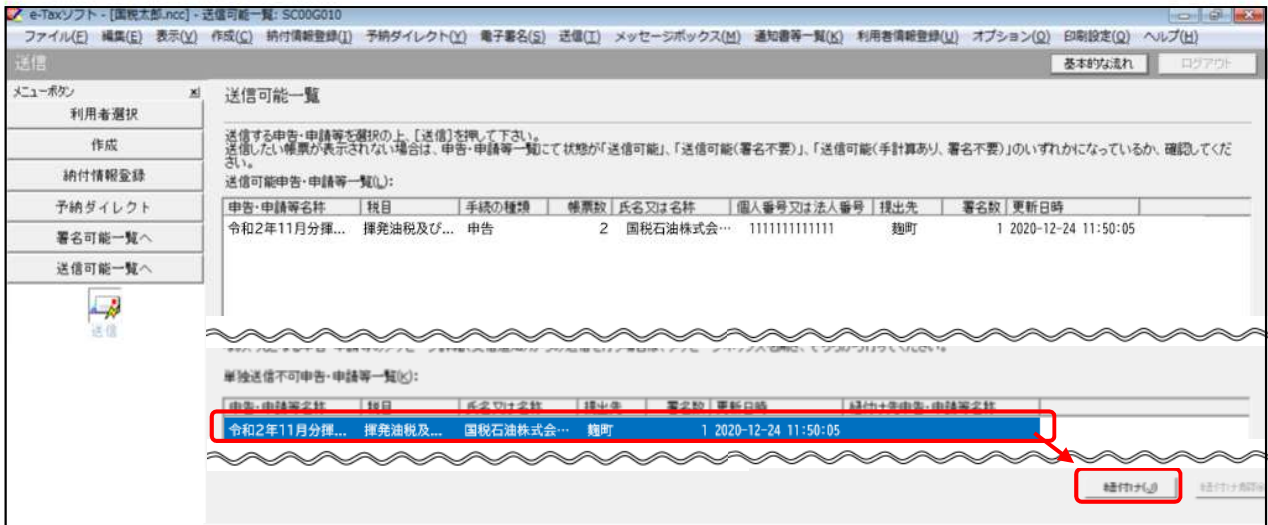 e-Taxソフト - [国税太郎.ncc] - 送信可能一覧: SC00G010
ファイル(F) 編集(E) 表示(V) 作成(C) 納付情報登録(I) 予納ダイレクト(Y) 電子署名(S) 送信(T) メッセージボックス(M) 通知書等一覧(K) 利用者情報登録(U) オプション(O) 印刷設定(Q) ヘルプ(H)
送信 基本的な流れ ログアウト
メニューボタン
利用者選択
作成
納付情報登録
予納ダイレクト
署名可能一覧へ
送信可能一覧へ
送信
送信可能一覧
送信する申告・申請等を選択の上、[送信]を押して下さい。
送信したい帳票が表示されない場合は、申告・申請等一覧にて状態が「送信可能」、「送信可能(署名不要)」、「送信可能(手計算あり、署名不要)」のいずれかになっているか、確認してくだ
さい。
送信可能申告・申請等一覧(L):
申告・申請等名称 税目 手続の種類 帳票数 氏名又は名称 個人番号又は法人番号 提出先 署名数 更新日時
令和2年11月分揮... 揮発油税及び... 申告 2 国税石油株式会… 1111111111111 麹町 1 2020-12-24 11:50:05
単独送信不可申告・申請等一覧(K):
申告・申請等名称 税目 氏名又は名称 提出先 署名数 更新日時 紐付け先申告・申請等名称
令和2年11月分揮... 揮発油税及... 国税石油株式会… 麹町 1 2020-12-24 11:50:05
紐付け(J) 紐付け解除